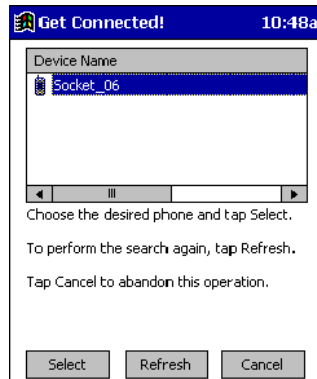 Get Connected! 10:48a
Device Name
Socket_06
Choose the desired phone and tap Select.
To perform the search again, tap Refresh.
Tap Cancel to abandon this operation.
Select Refresh Cancel